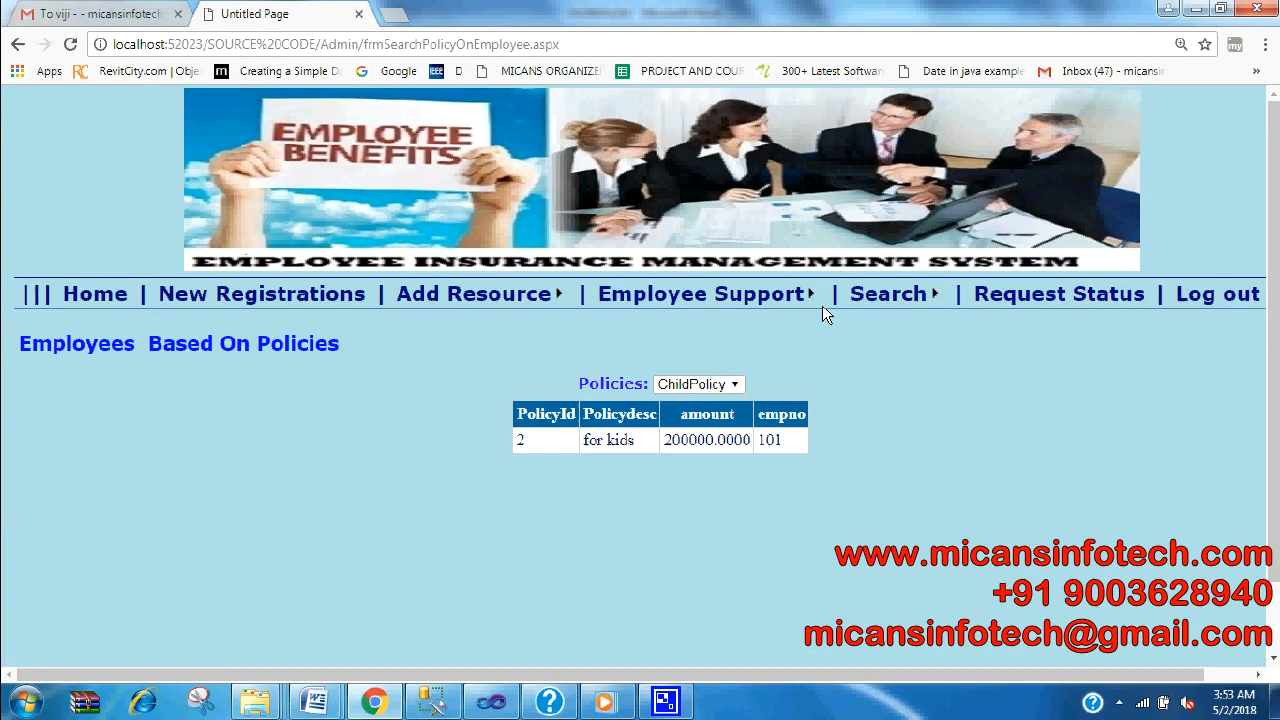 To viji - - micansinfotech
Untitled Page
localhost:52023/SOURCE%20CODE/Admin/frmSearchPolicyOnEmployee.aspx
Apps RevitCity.com | Obje Creating a Simple D Google IEEE D MICANS ORGANIZE PROJECT AND COUR 300+ Latest Softwar Date in java example Inbox (47) - micansin »
EMPLOYEE
BENEFITS
EMPLOYEE INSURANCE MANAGEMENT SYSTEM
||| Home | New Registrations | Add Resource | Employee Support | Search | Request Status | Log out
Employees Based On Policies
Policies: ChildPolicy
PolicyId Policydesc amount empno
2 for kids 200000.0000 101
www.micansinfotech.com
+91 9003628940
micansinfotech@gmail.com
3:53 AM
5/2/2018